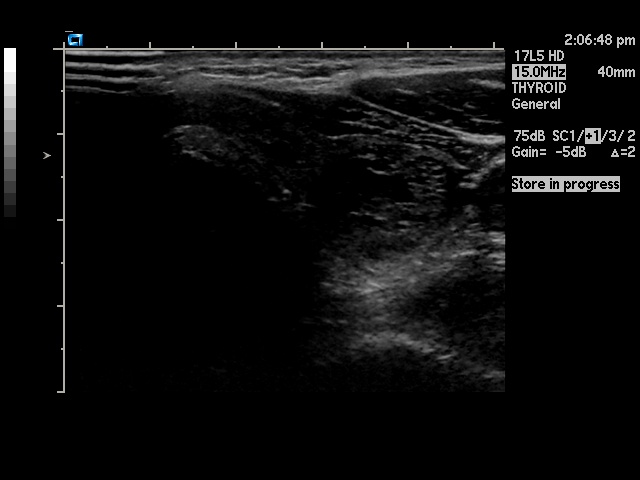 2:06:48 pm
17L5 HD
15.0MHz 40mm
THYROID
General
75dB SC1/+1/3/2
Gain= -5dB Δ=2
Store in progress